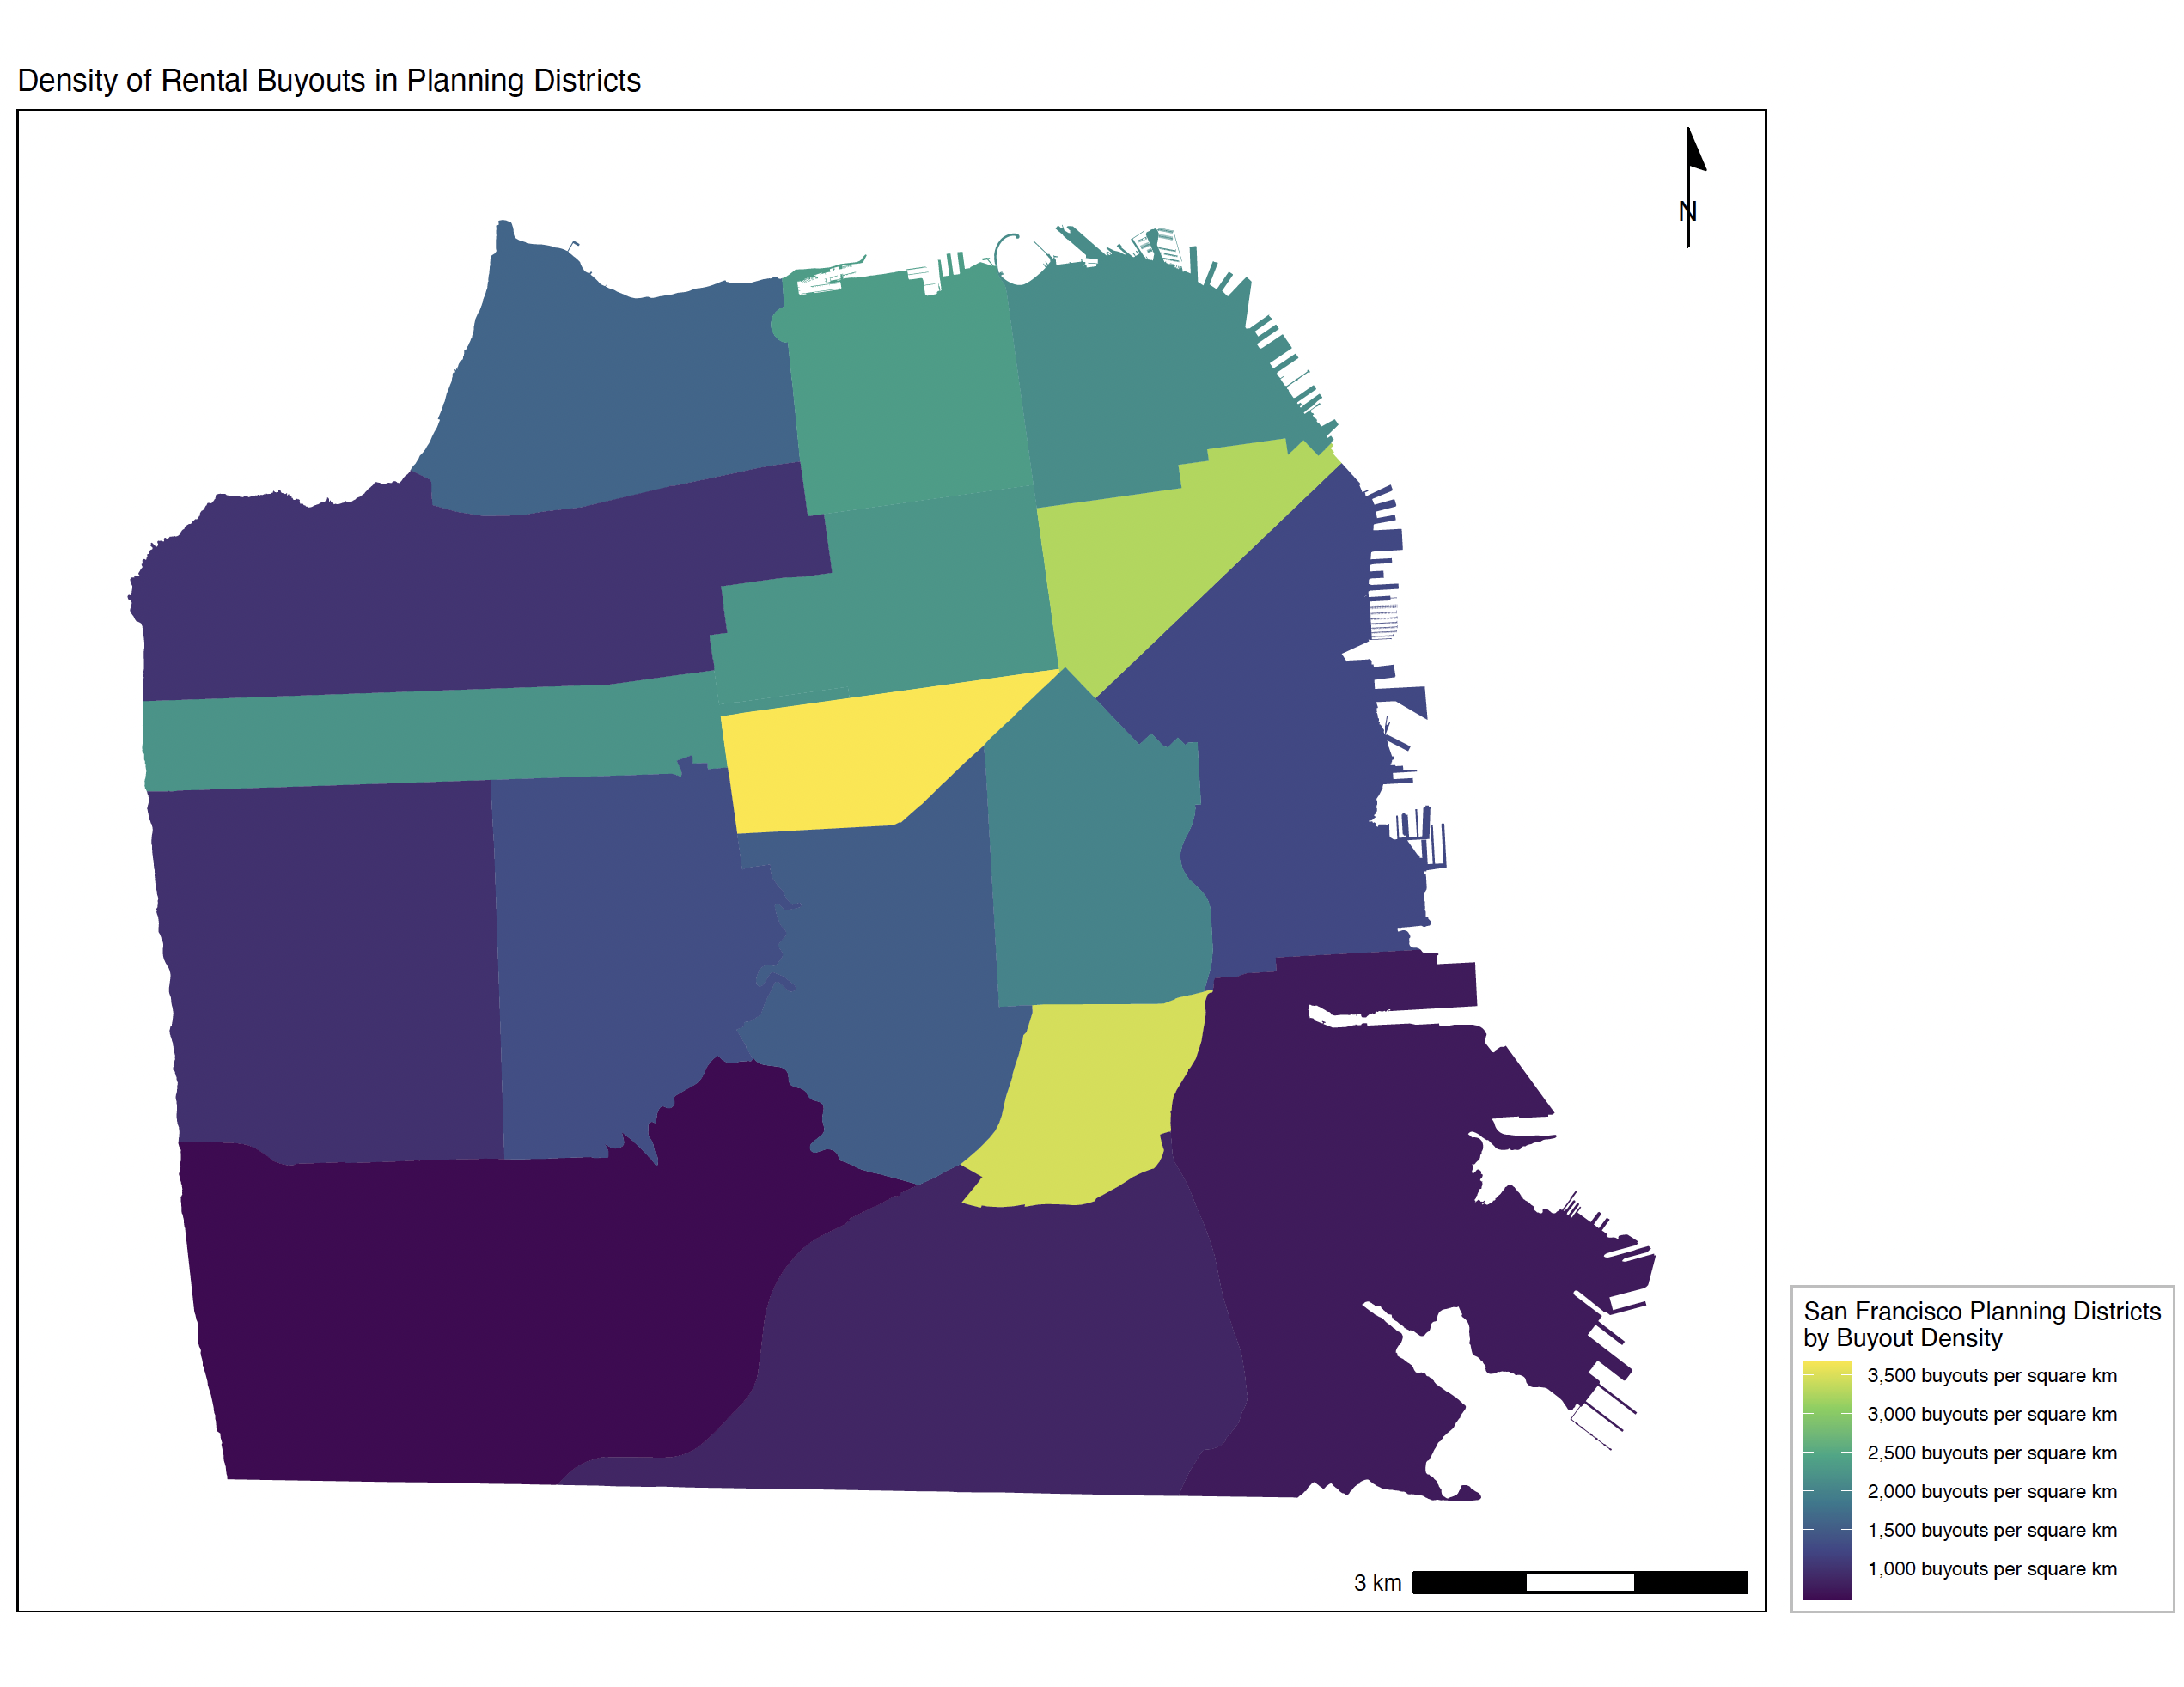 Density of Rental Buyouts in Planning Districts
N
San Francisco Planning Districts
by Buyout Density
3,500 buyouts per square km
3,000 buyouts per square km
2,500 buyouts per square km
2,000 buyouts per square km
1,500 buyouts per square km
1,000 buyouts per square km
3 km